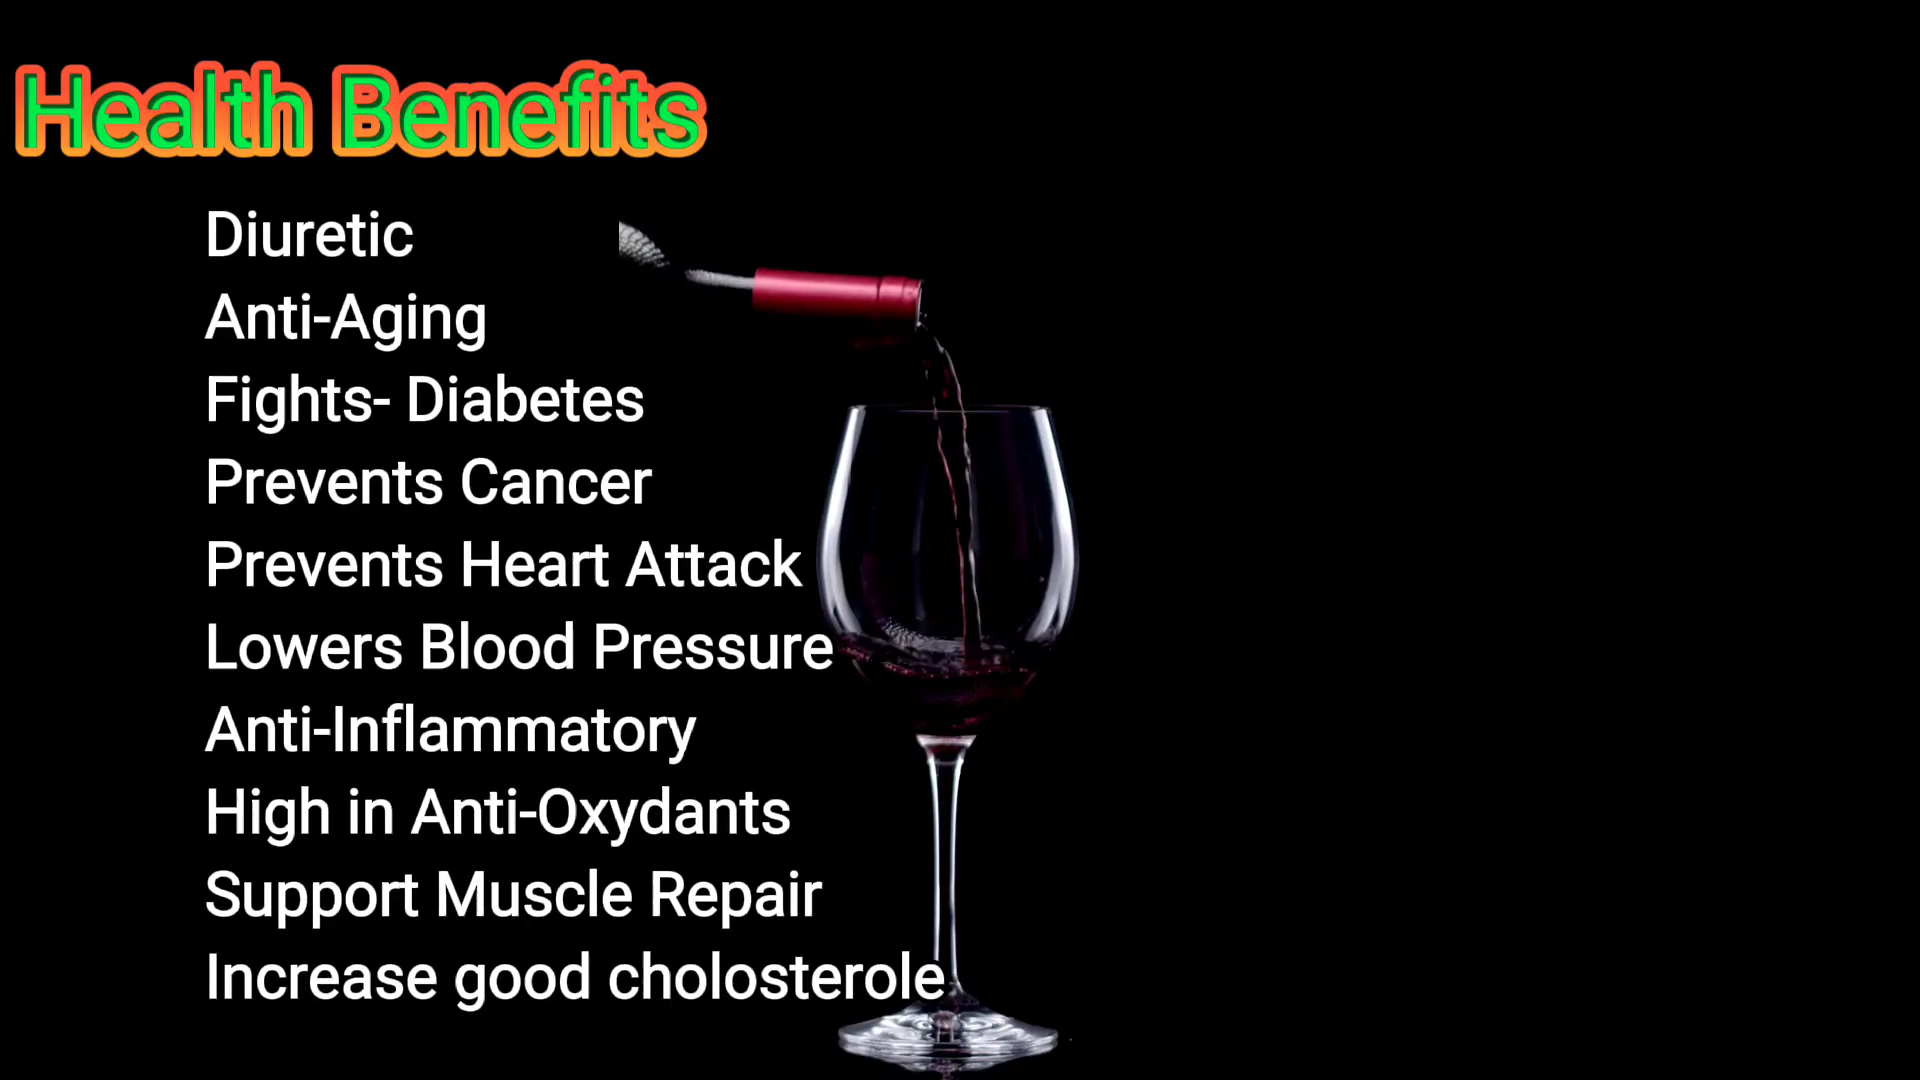 Health Benefits
Diuretic
Anti-Aging
Fights- Diabetes
Prevents Cancer
Prevents Heart Attack
Lowers Blood Pressure
Anti-Inflammatory
High in Anti-Oxydants
Support Muscle Repair
Increase good cholosterole